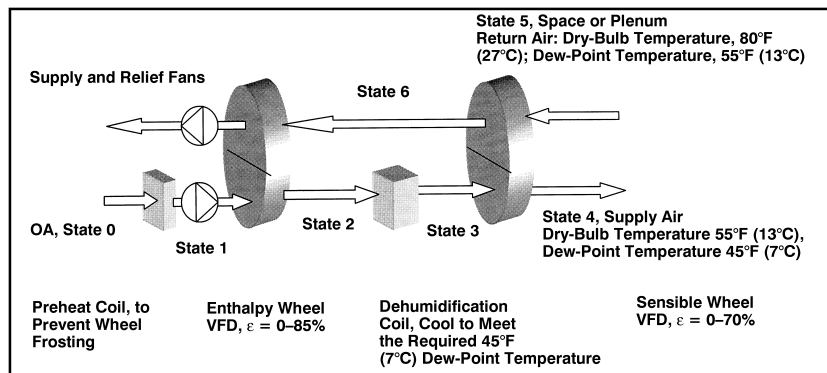 State 5, Space or Plenum
Return Air: Dry-Bulb Temperature, 80°F
(27°C); Dew-Point Temperature, 55°F (13°C)
Supply and Relief Fans
State 6
OA, State 0
State 1
State 2
State 3
State 4, Supply Air
Dry-Bulb Temperature 55°F (13°C),
Dew-Point Temperature 45°F (7°C)
Preheat Coil, to
Prevent Wheel
Frosting
Enthalpy Wheel
VFD, ε = 0–85%
Dehumidification
Coil, Cool to Meet
the Required 45°F
(7°C) Dew-Point Temperature
Sensible Wheel
VFD, ε = 0–70%